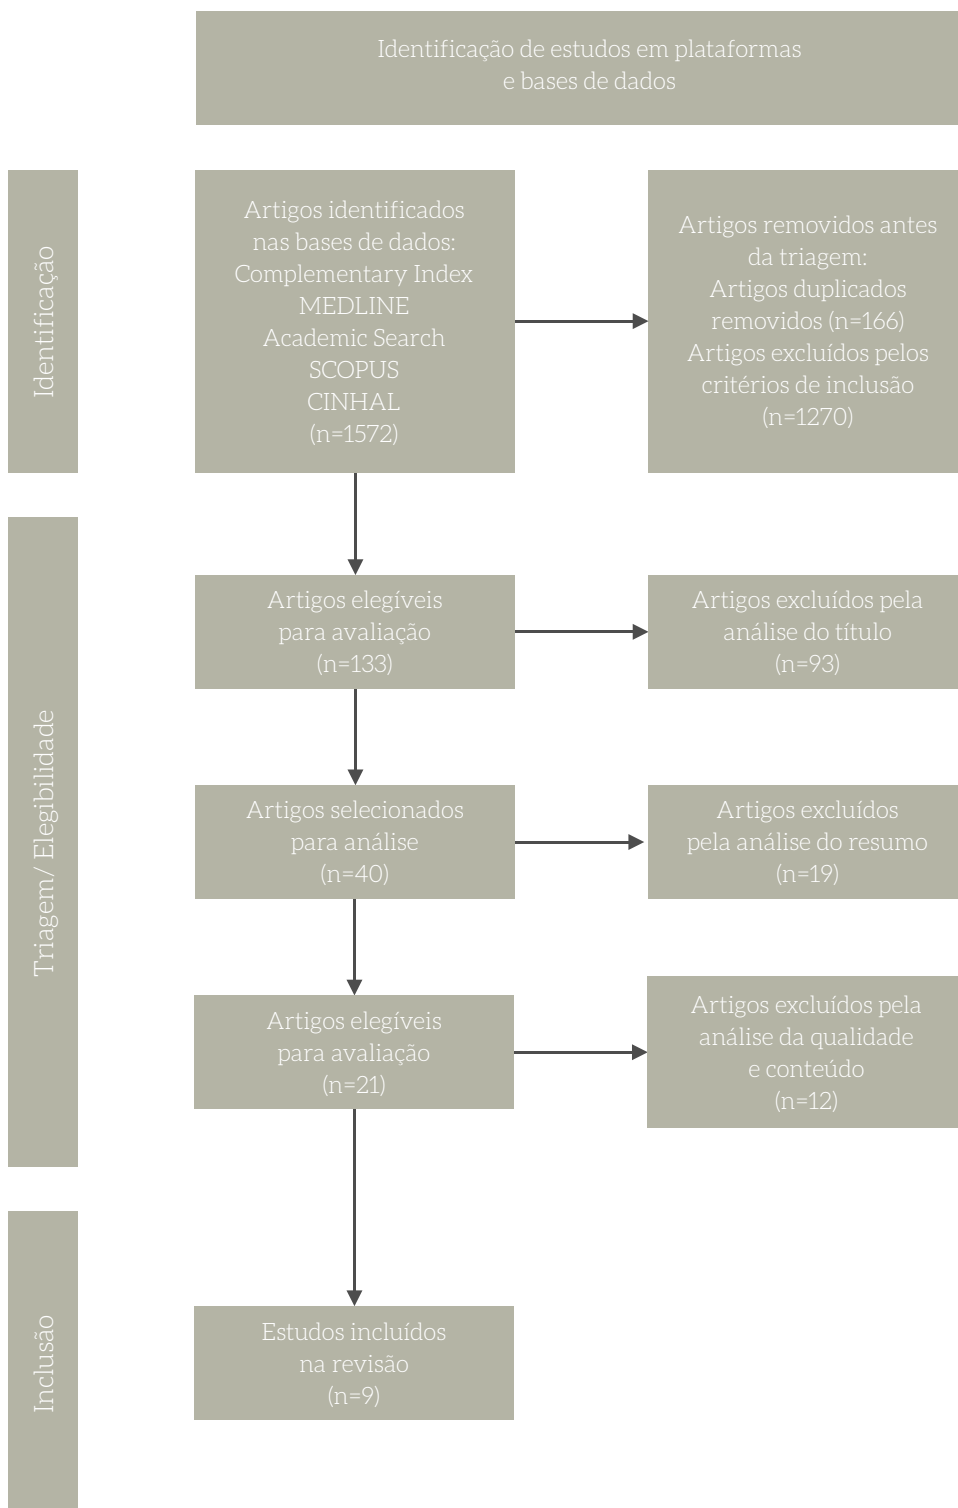 Identificação de estudos em plataformas
e bases de dados
Identificação
Artigos identificados
nas bases de dados:
Complementary Index
MEDLINE
Academic Search
SCOPUS
CINHAL
(n=1572)
Artigos removidos antes
da triagem:
Artigos duplicados
removidos (n=166)
Artigos excluídos pelos
critérios de inclusão
(n=1270)
Triagem/ Elegibilidade
Artigos elegíveis
para avaliação
(n=133)
Artigos excluídos pela
análise do título
(n=93)
Artigos selecionados
para análise
(n=40)
Artigos excluídos
pela análise do resumo
(n=19)
Artigos elegíveis
para avaliação
(n=21)
Artigos excluídos pela
análise da qualidade
e conteúdo
(n=12)
Inclusão
Estudos incluídos
na revisão
(n=9)